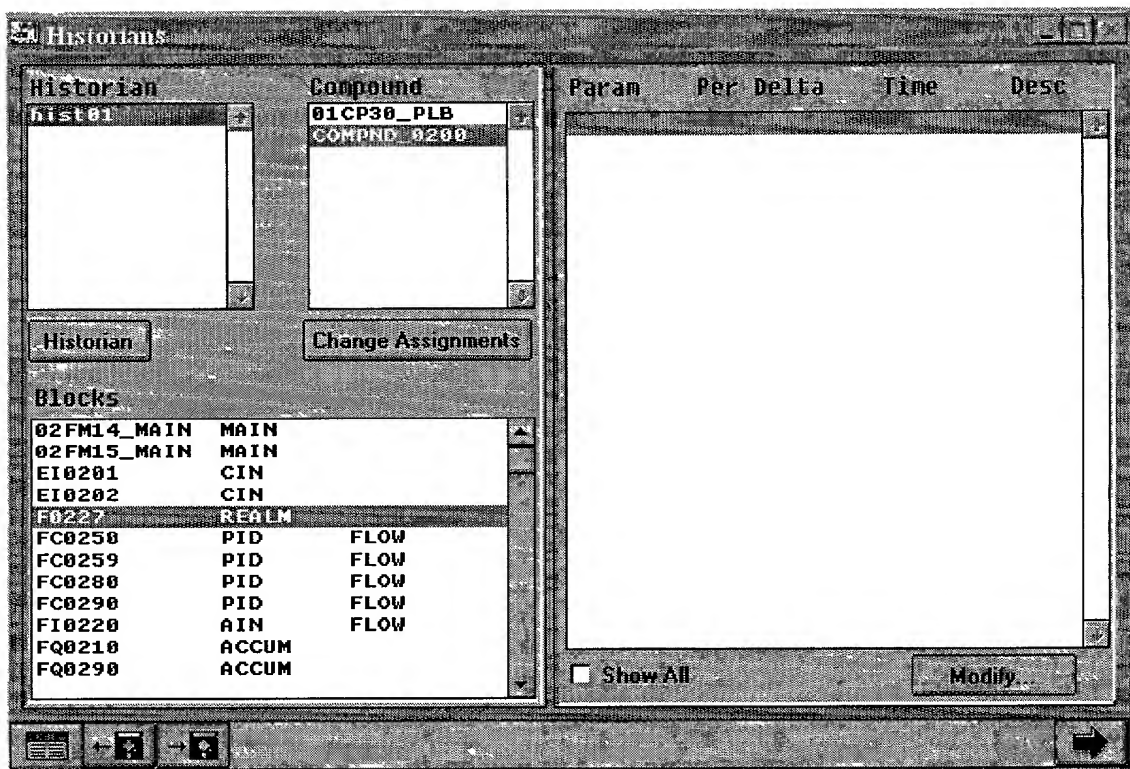 Historians
Historian Compound
hist01 01CP30_PLB
COMPND_0200
Historian Change Assignments
Blocks
02FM14_MAIN MAIN
02FM15_MAIN MAIN
EI0201 CIN
EI0202 CIN
F0227 REALM
FC0250 PID FLOW
FC0259 PID FLOW
FC0280 PID FLOW
FC0290 PID FLOW
FI0220 AIN FLOW
FQ0210 ACCUM
FQ0290 ACCUM
Param Per Delta Time Desc
Show All Modify...